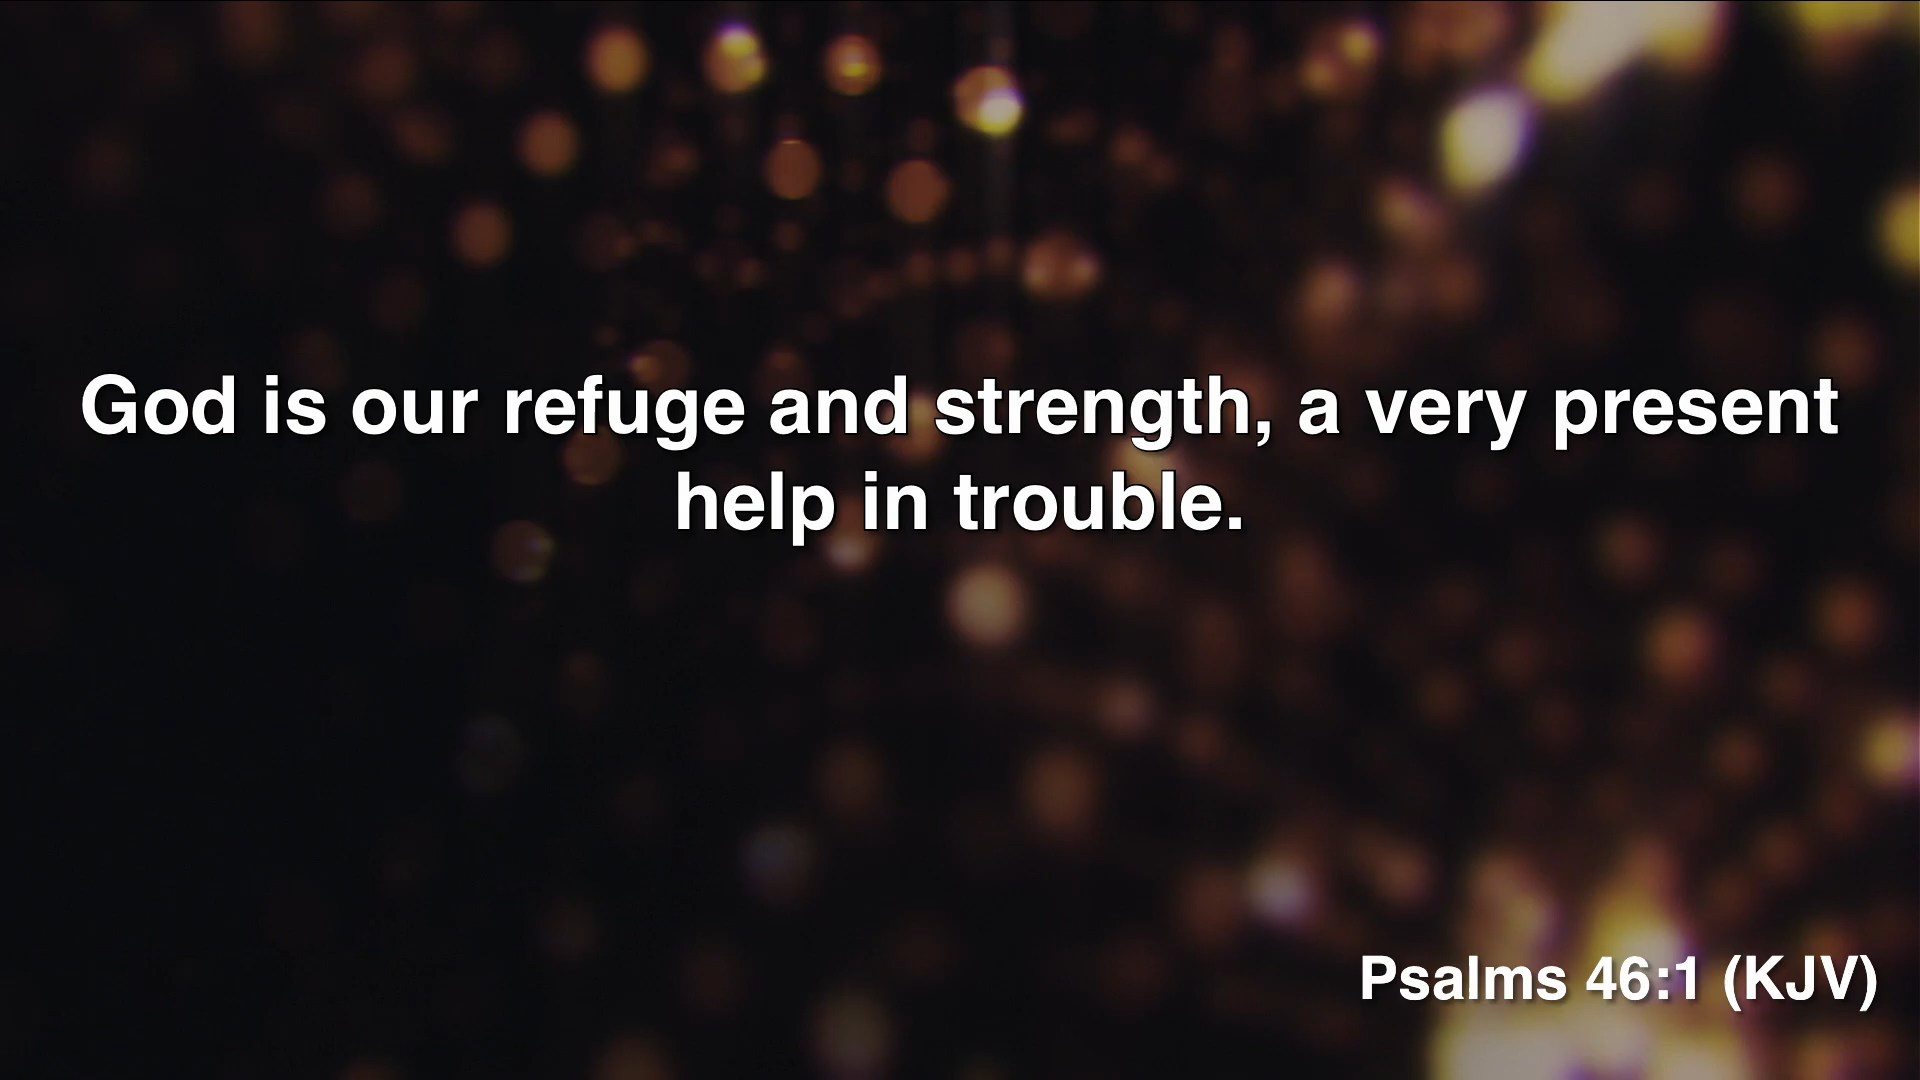 God is our refuge and strength, a very present
help in trouble.
Psalms 46:1 (KJV)